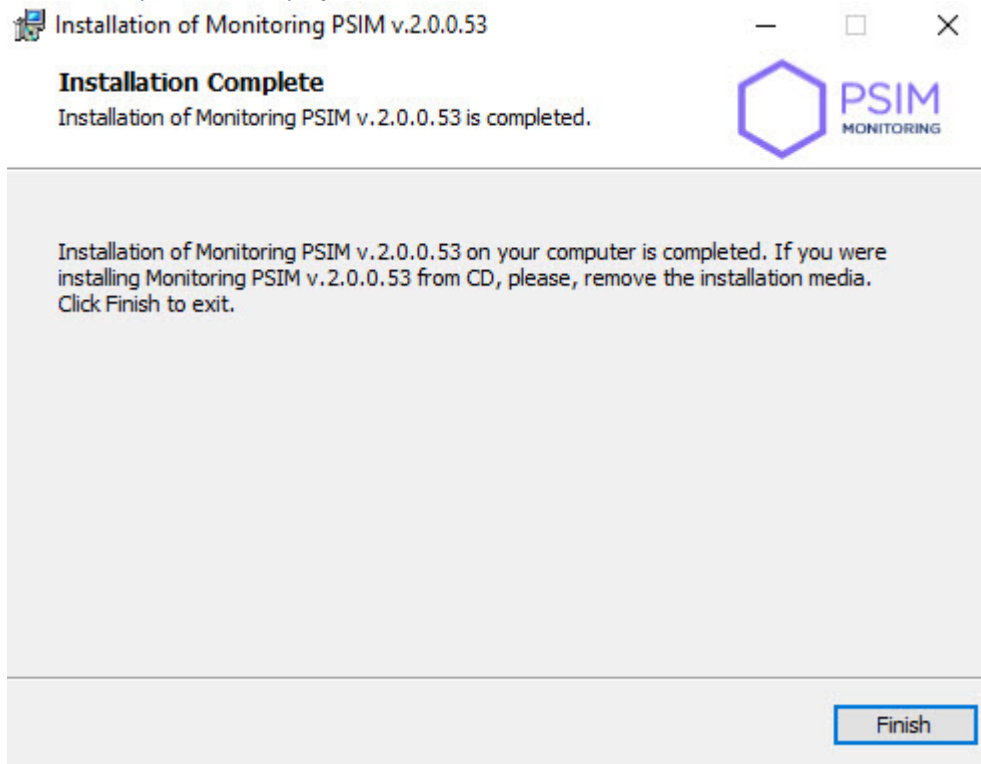 Installation of Monitoring PSIM v.2.0.0.53
Installation Complete
Installation of Monitoring PSIM v.2.0.0.53 is completed.
PSIM
MONITORING
Installation of Monitoring PSIM v.2.0.0.53 on your computer is completed. If you were
installing Monitoring PSIM v.2.0.0.53 from CD, please, remove the installation media.
Click Finish to exit.
Finish